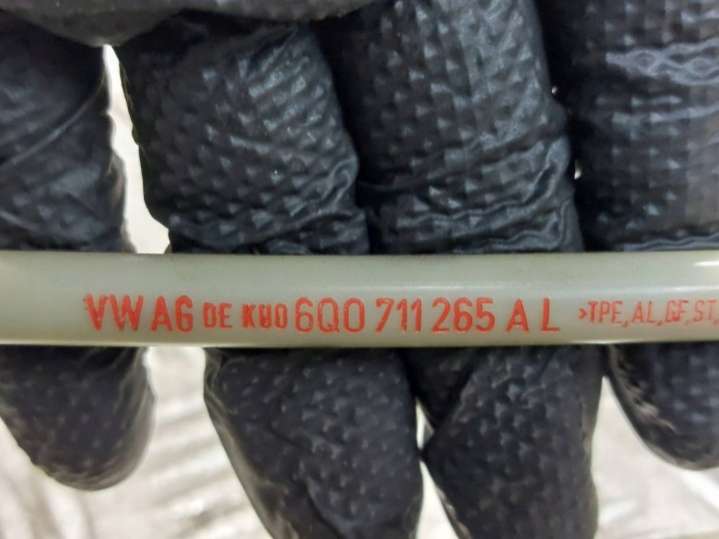 VW AG DE KUO 6Q0 711 265 A L >TPE,AL,GF,ST,